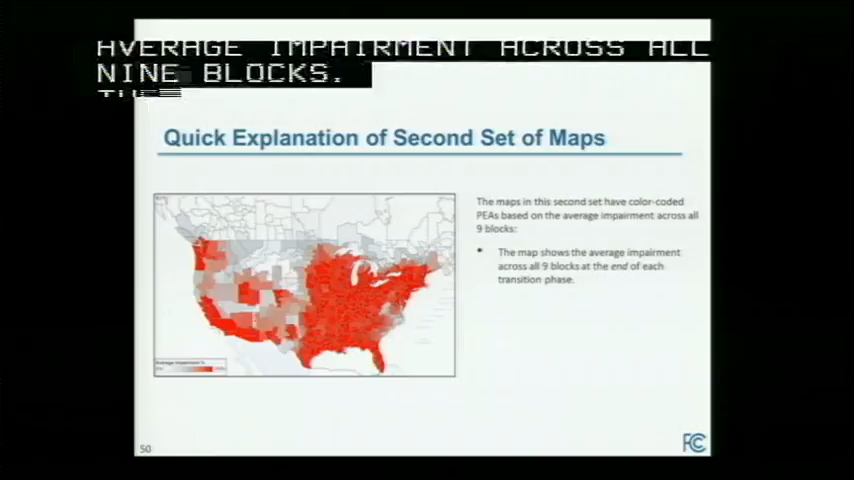 AVERAGE IMPAIRMENT ACROSS ALL
NINE BLOCKS.
Quick Explanation of Second Set of Maps
The maps in this second set have color-coded
PEAs based on the average impairment across all
9 blocks:
• The map shows the average impairment
across all 9 blocks at the end of each
transition phase.
Average Impairment %
50
FCC